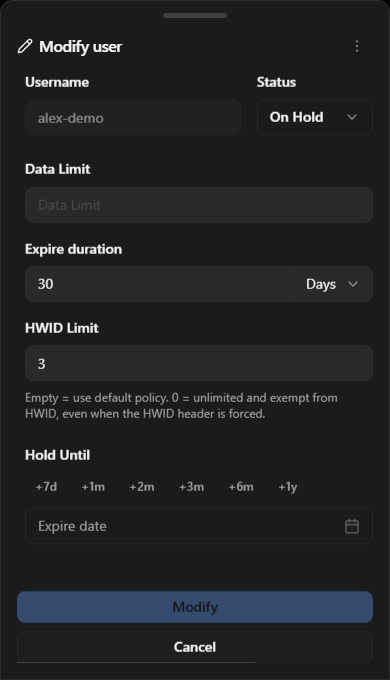 Modify user
Username
Status
alex-demo
On Hold
Data Limit
Data Limit
Expire duration
30
Days
HWID Limit
3
Empty = use default policy. 0 = unlimited and exempt from
HWID, even when the HWID header is forced.
Hold Until
+7d +1m +2m +3m +6m +1y
Expire date
Modify
Cancel